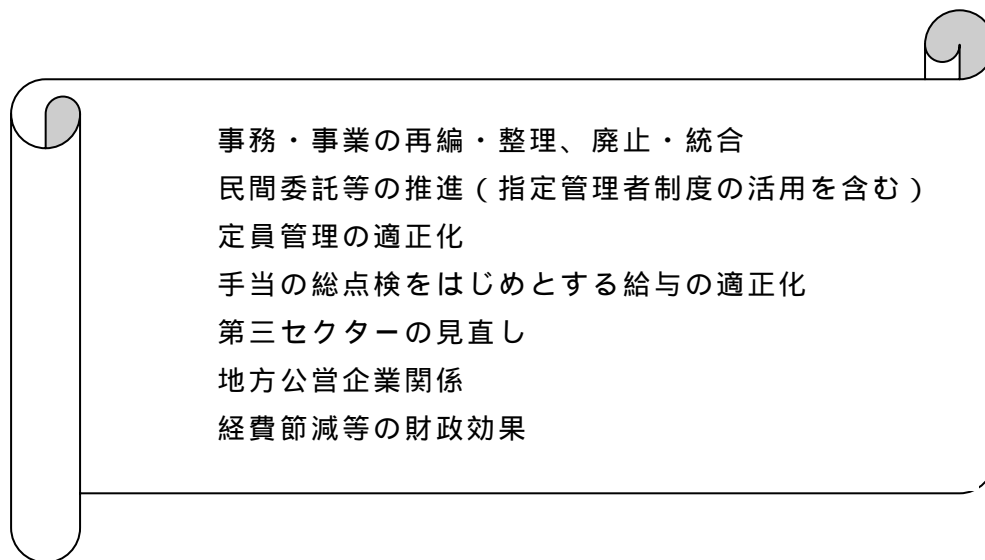 事務・事業の再編・整理、廃止・統合
民間委託等の推進(指定管理者制度の活用を含む)
定員管理の適正化
手当の総点検をはじめとする給与の適正化
第三セクターの見直し
地方公営企業関係
経費節減等の財政効果